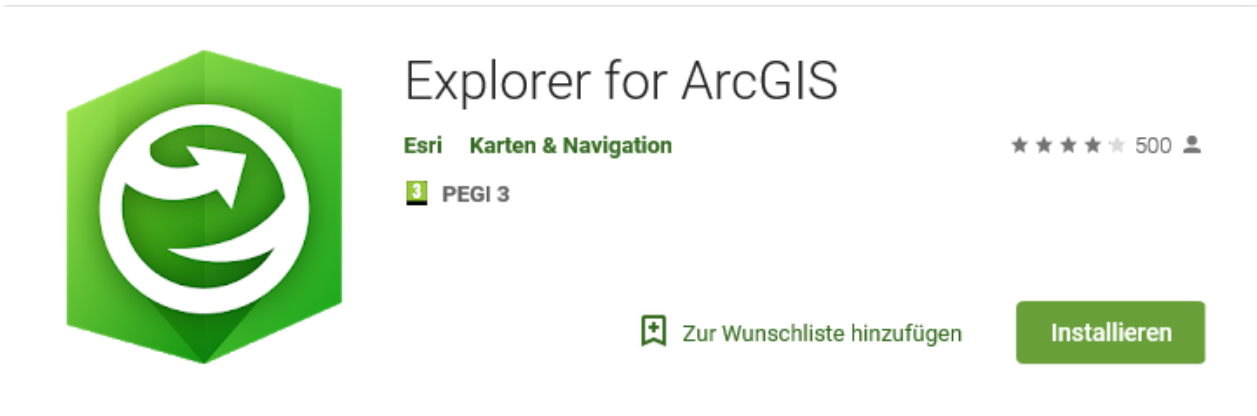 Explorer for ArcGIS
Esri Karten & Navigation
500
3 PEGI 3
Zur Wunschliste hinzufügen
Installieren